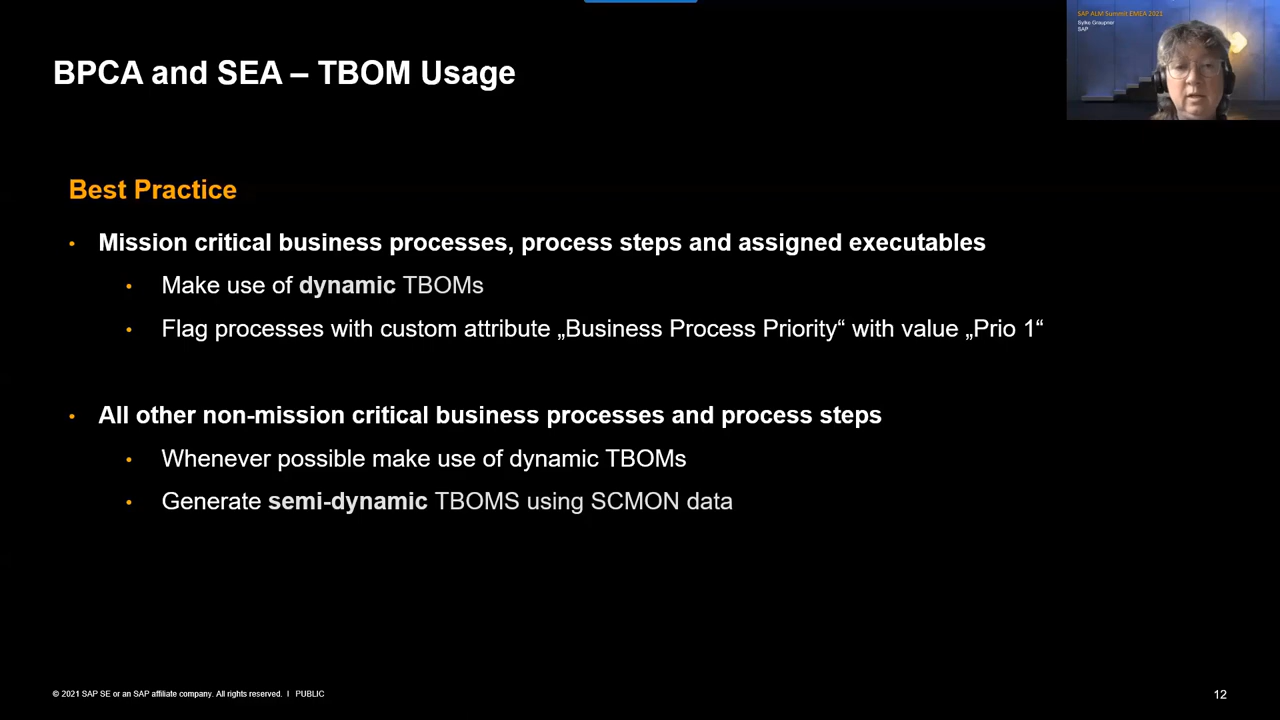 SAP ALM Summit EMEA 2021
Sylke Graupner
SAP
BPCA and SEA – TBOM Usage
Best Practice
• Mission critical business processes, process steps and assigned executables
• Make use of dynamic TBOMs
• Flag processes with custom attribute „Business Process Priority“ with value „Prio 1“
• All other non-mission critical business processes and process steps
• Whenever possible make use of dynamic TBOMs
• Generate semi-dynamic TBOMS using SCMON data
© 2021 SAP SE or an SAP affiliate company. All rights reserved. ǀ PUBLIC
12